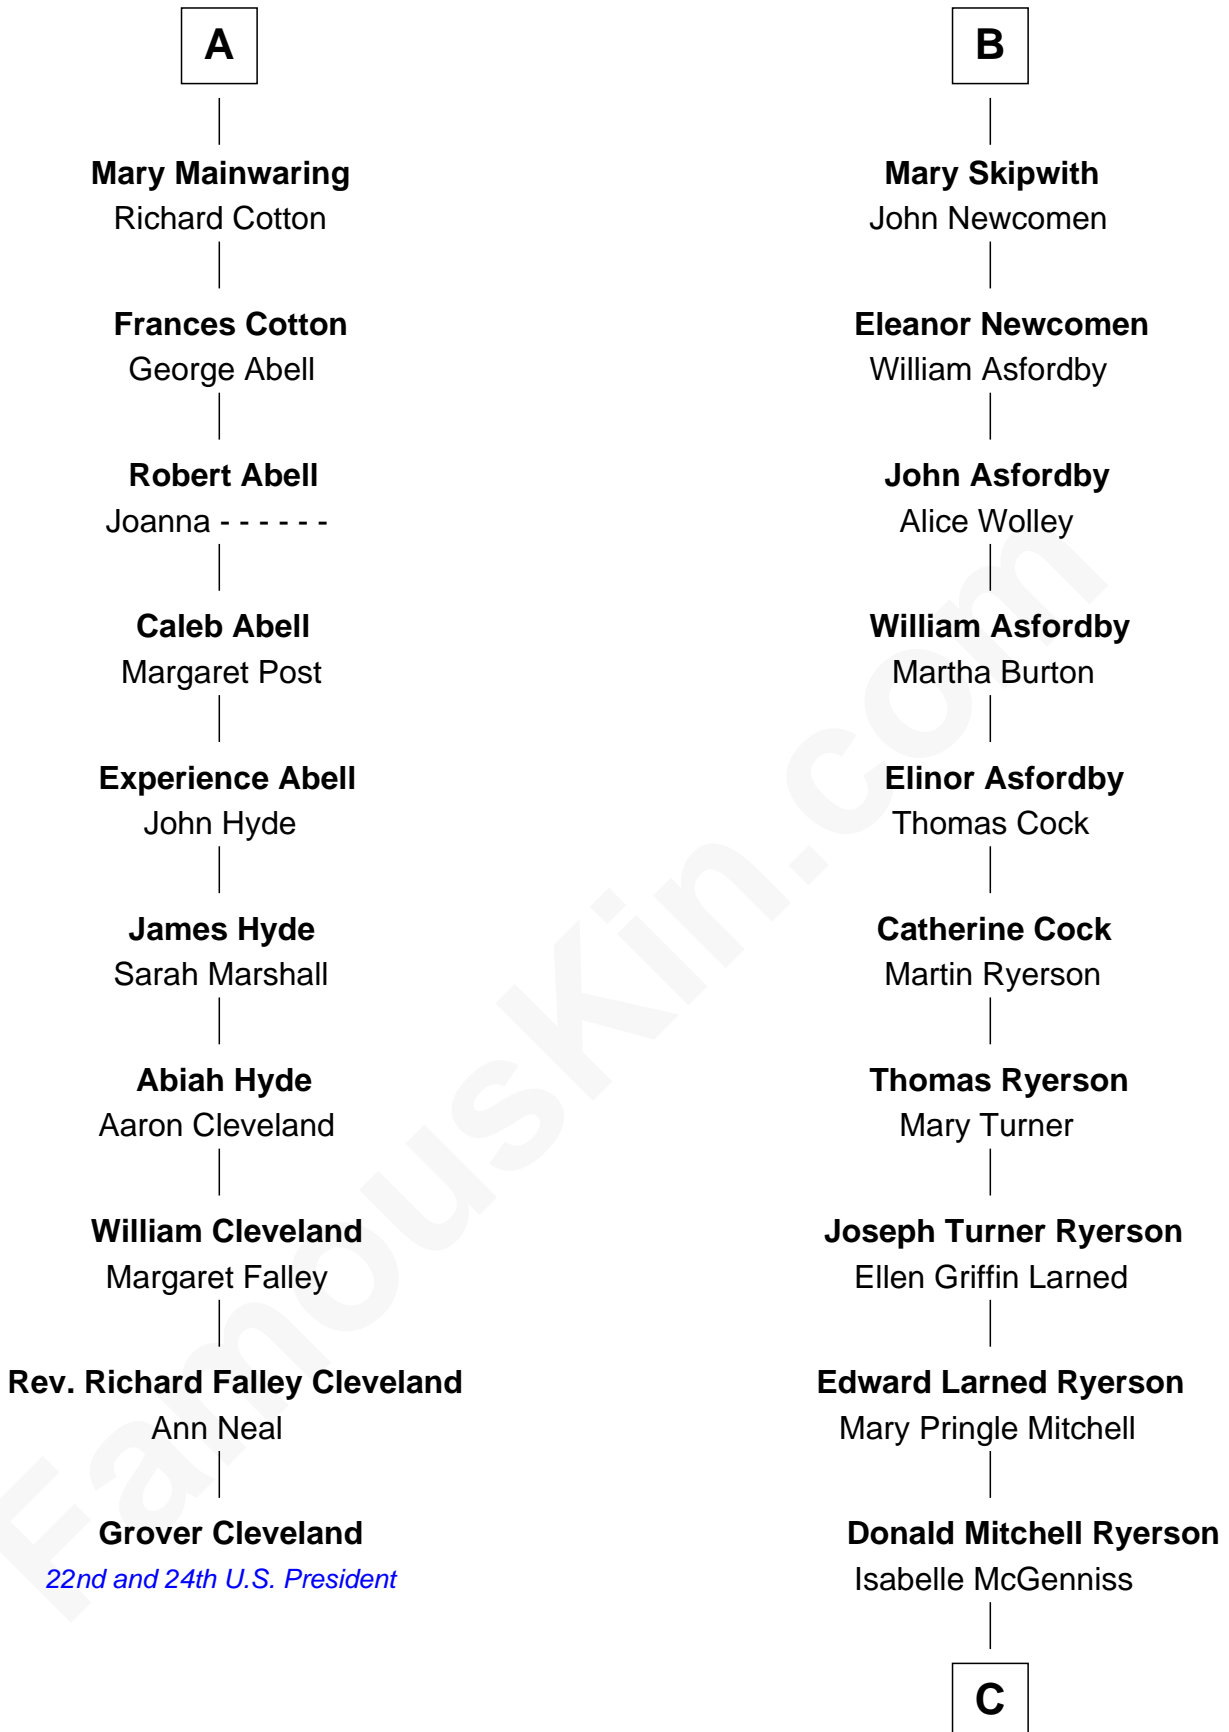 A
Mary Mainwaring
Richard Cotton
Frances Cotton
George Abell
Robert Abell
Joanna - - - - - -
Caleb Abell
Margaret Post
Experience Abell
John Hyde
James Hyde
Sarah Marshall
Abiah Hyde
Aaron Cleveland
William Cleveland
Margaret Falley
Rev. Richard Falley Cleveland
Ann Neal
Grover Cleveland
22nd and 24th U.S. President
B
Mary Skipwith
John Newcomen
Eleanor Newcomen
William Asfordby
John Asfordby
Alice Wolley
William Asfordby
Martha Burton
Elinor Asfordby
Thomas Cock
Catherine Cock
Martin Ryerson
Thomas Ryerson
Mary Turner
Joseph Turner Ryerson
Ellen Griffin Larned
Edward Larned Ryerson
Mary Pringle Mitchell
Donald Mitchell Ryerson
Isabelle McGenniss
C
FamousKin.com